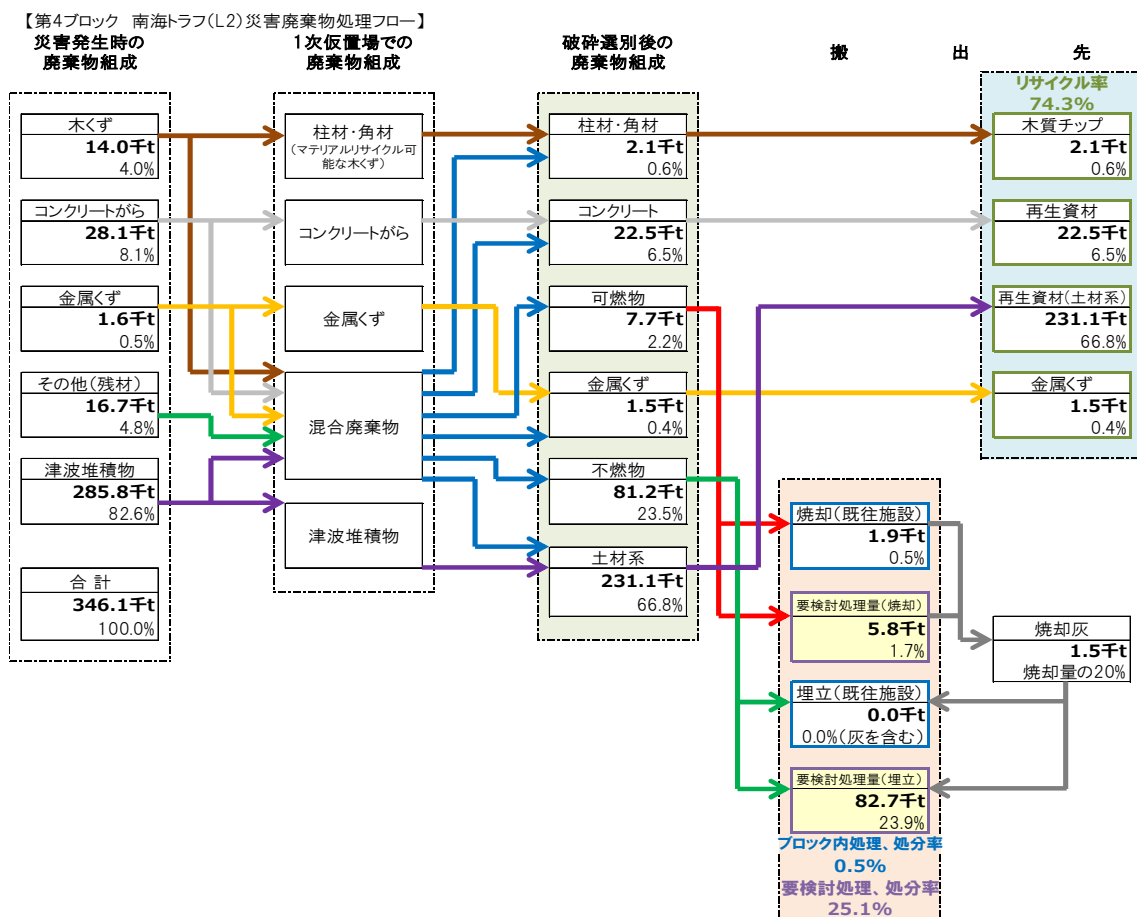 【第4ブロック 南海トラフ(L2)災害廃棄物処理フロー】
災害発生時の
廃棄物組成
木くず
14.0千t
4.0%
コンクリートがら
28.1千t
8.1%
金属くず
1.6千t
0.5%
その他(残材)
16.7千t
4.8%
津波堆積物
285.8千t
82.6%
合計
346.1千t
100.0%
1次仮置場での
廃棄物組成
柱材・角材
(マテリアルリサイクル可
能な木くず)
コンクリートがら
金属くず
混合廃棄物
津波堆積物
破砕選別後の
廃棄物組成
柱材・角材
2.1千t
0.6%
コンクリート
22.5千t
6.5%
可燃物
7.7千t
2.2%
金属くず
1.5千t
0.4%
不燃物
81.2千t
23.5%
土材系
231.1千t
66.8%
搬 出 先
リサイクル率
74.3%
木質チップ
2.1千t
0.6%
再生資材
22.5千t
6.5%
再生資材(土材系)
231.1千t
66.8%
金属くず
1.5千t
0.4%
焼却(既往施設)
1.9千t
0.5%
要検討処理量(焼却)
5.8千t
1.7%
埋立(既往施設)
0.0千t
0.0%(灰を含む)
要検討処理量(埋立)
82.7千t
23.9%
ブロック内処理、処分率
0.5%
要検討処理、処分率
25.1%
焼却灰
1.5千t
焼却量の20%